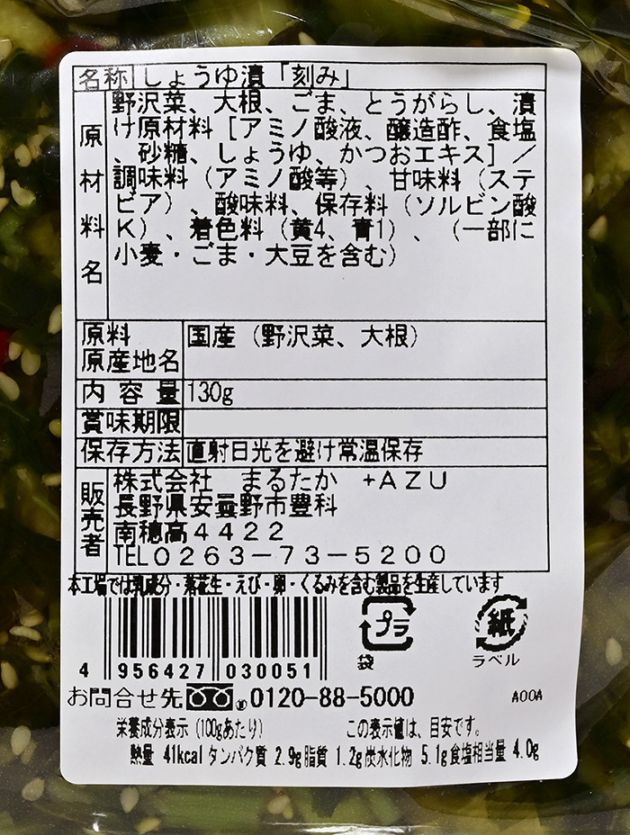 名称 しょうゆ漬「刻み」
原材料名 野沢菜、大根、ごま、とうがらし、漬
け原材料［アミノ酸液、醸造酢、食塩
、砂糖、しょうゆ、かつおエキス］／
調味料（アミノ酸等）、甘味料（ステ
ビア）、酸味料、保存料（ソルビン酸
K）、着色料（黄4、青1）、（一部に
小麦・ごま・大豆を含む）
原料原産地名 国産（野沢菜、大根）
内容量 130g
賞味期限
保存方法 直射日光を避け常温保存
販売者 株式会社 まるたか +AZU
長野県安曇野市豊科
南穂高4422
TEL0263-73-5200
本工場では乳成分・落花生・えび・卵・くるみを含む製品を生産しています
4 956427 030051
プラ
袋
紙
ラベル
お問合せ先 0120-88-5000
A00A
栄養成分表示（100gあたり） この表示値は、目安です。
熱量 41kcal タンパク質 2.9g 脂質 1.2g 炭水化物 5.1g 食塩相当量 4.0g